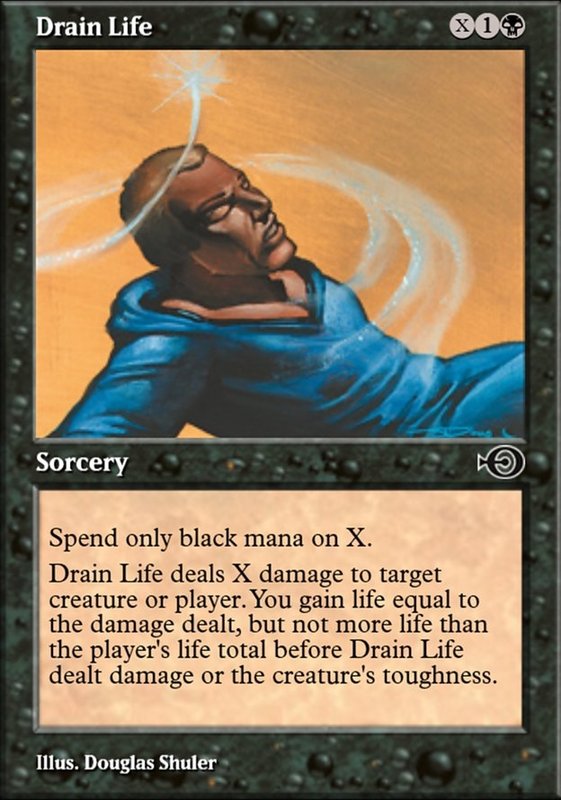 Drain Life
X 1
Sorcery
Spend only black mana on X.
Drain Life deals X damage to target
creature or player. You gain life equal to
the damage dealt, but not more life than
the player's life total before Drain Life
dealt damage or the creature's toughness.
Illus. Douglas Shuler